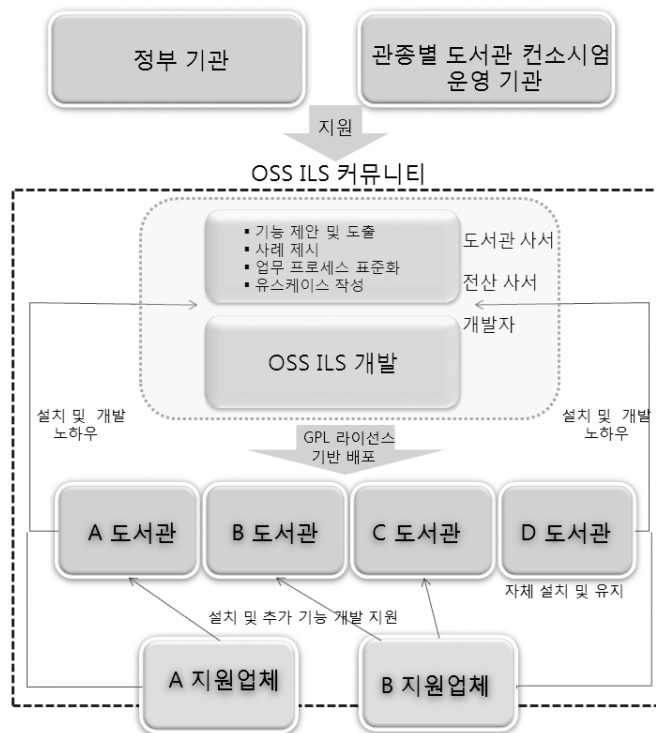 정부 기관
관종별 도서관 컨소시엄
운영 기관
지원
OSS ILS 커뮤니티
▪ 기능 제안 및 도출
▪ 사례 제시
▪ 업무 프로세스 표준화
▪ 유스케이스 작성
도서관 사서
전산 사서
개발자
OSS ILS 개발
설치 및 개발
노하우
설치 및 개발
노하우
GPL 라이선스
기반 배포
A 도서관
B 도서관
C 도서관
D 도서관
자체 설치 및 유지
설치 및 추가 기능 개발 지원
A 지원업체
B 지원업체